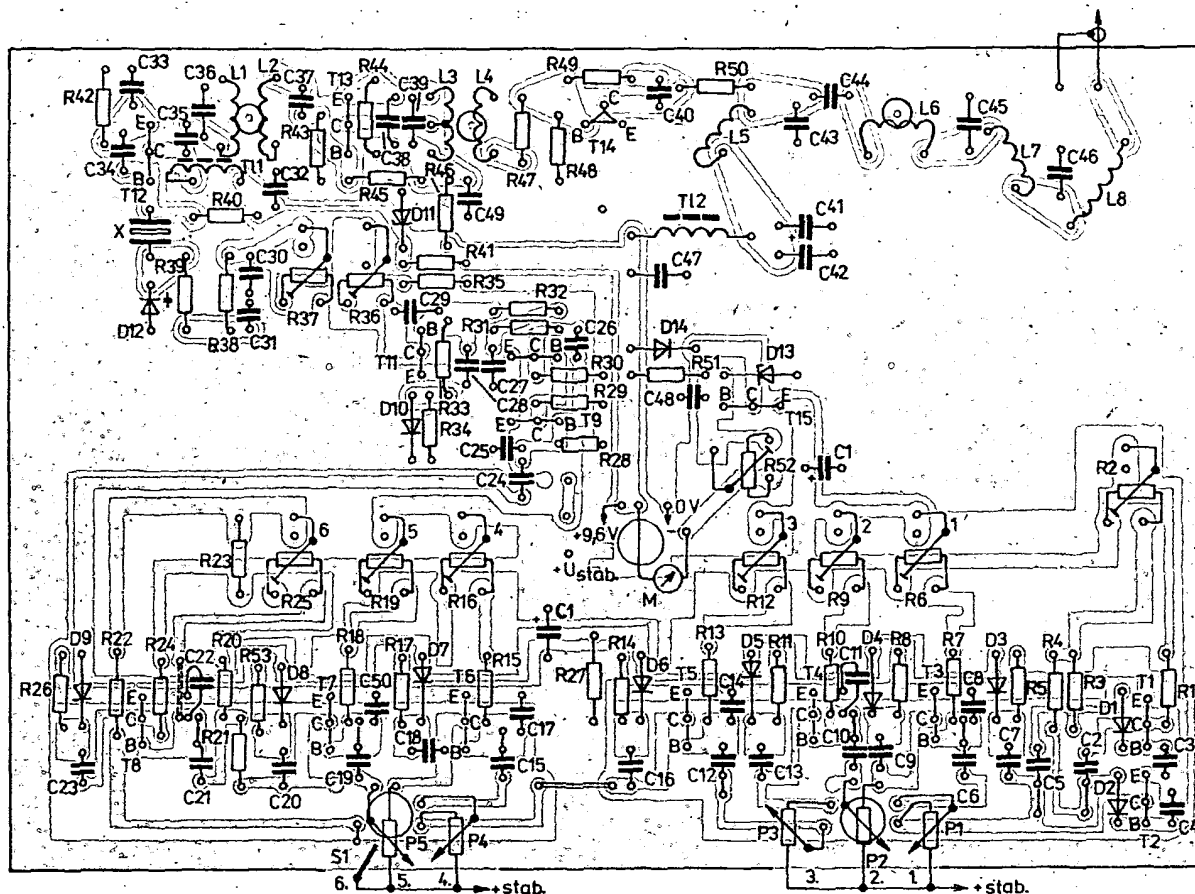 C33 C36 L1 L2 C37 T13 R44 C39 L3 L4 R49 R50 C44
R42 C35 R43 E C B C38 R46 R47 R48 B C E T14 C40 L5 C43 L6 C45 L7 C46 L8
E C B C34 T12 Tl1 C32 R45 D11 C49
X R40 R41 Tl2 C41
+ C42
R39 C30 R35 C47
D12 R38 C31 R37 R36 C29 R32
R31 C26 D14 D13
T11 B C E C27 C28 E C B R30 R51
R33 R29 C48 B C E T15
D10 R34 E C B T9
C25 R28 C1 + R2
C24 R52
+9,6V 0V -
6 5 4 3 2 1
R23 +Ustab.
R25 R19 R16 M R12 R9 R6
D9 R22 R24 C22 R20 R53 D8 R18 R17 D7 R15 + C1 R14 D6 R13 D5 R11 R10 D4 R8 R7 D3 R4
R26 E C B T7 C50 T6 E C B R27 T5 E C B C14 T4 E C B C11 T3 E C B C8 R5 R3 D1 T1 E C B R1
T8 E C B R21 C18 C17 C10 C9 C7 C2 C3
C23 C21 C20 C19 C15 C16 C12 C13 C6 C5 D2 E C B T2 C4
S1 P5 P4 P3 P2 P1
6. 5. 4. +stab. 3. 2. 1. +stab.